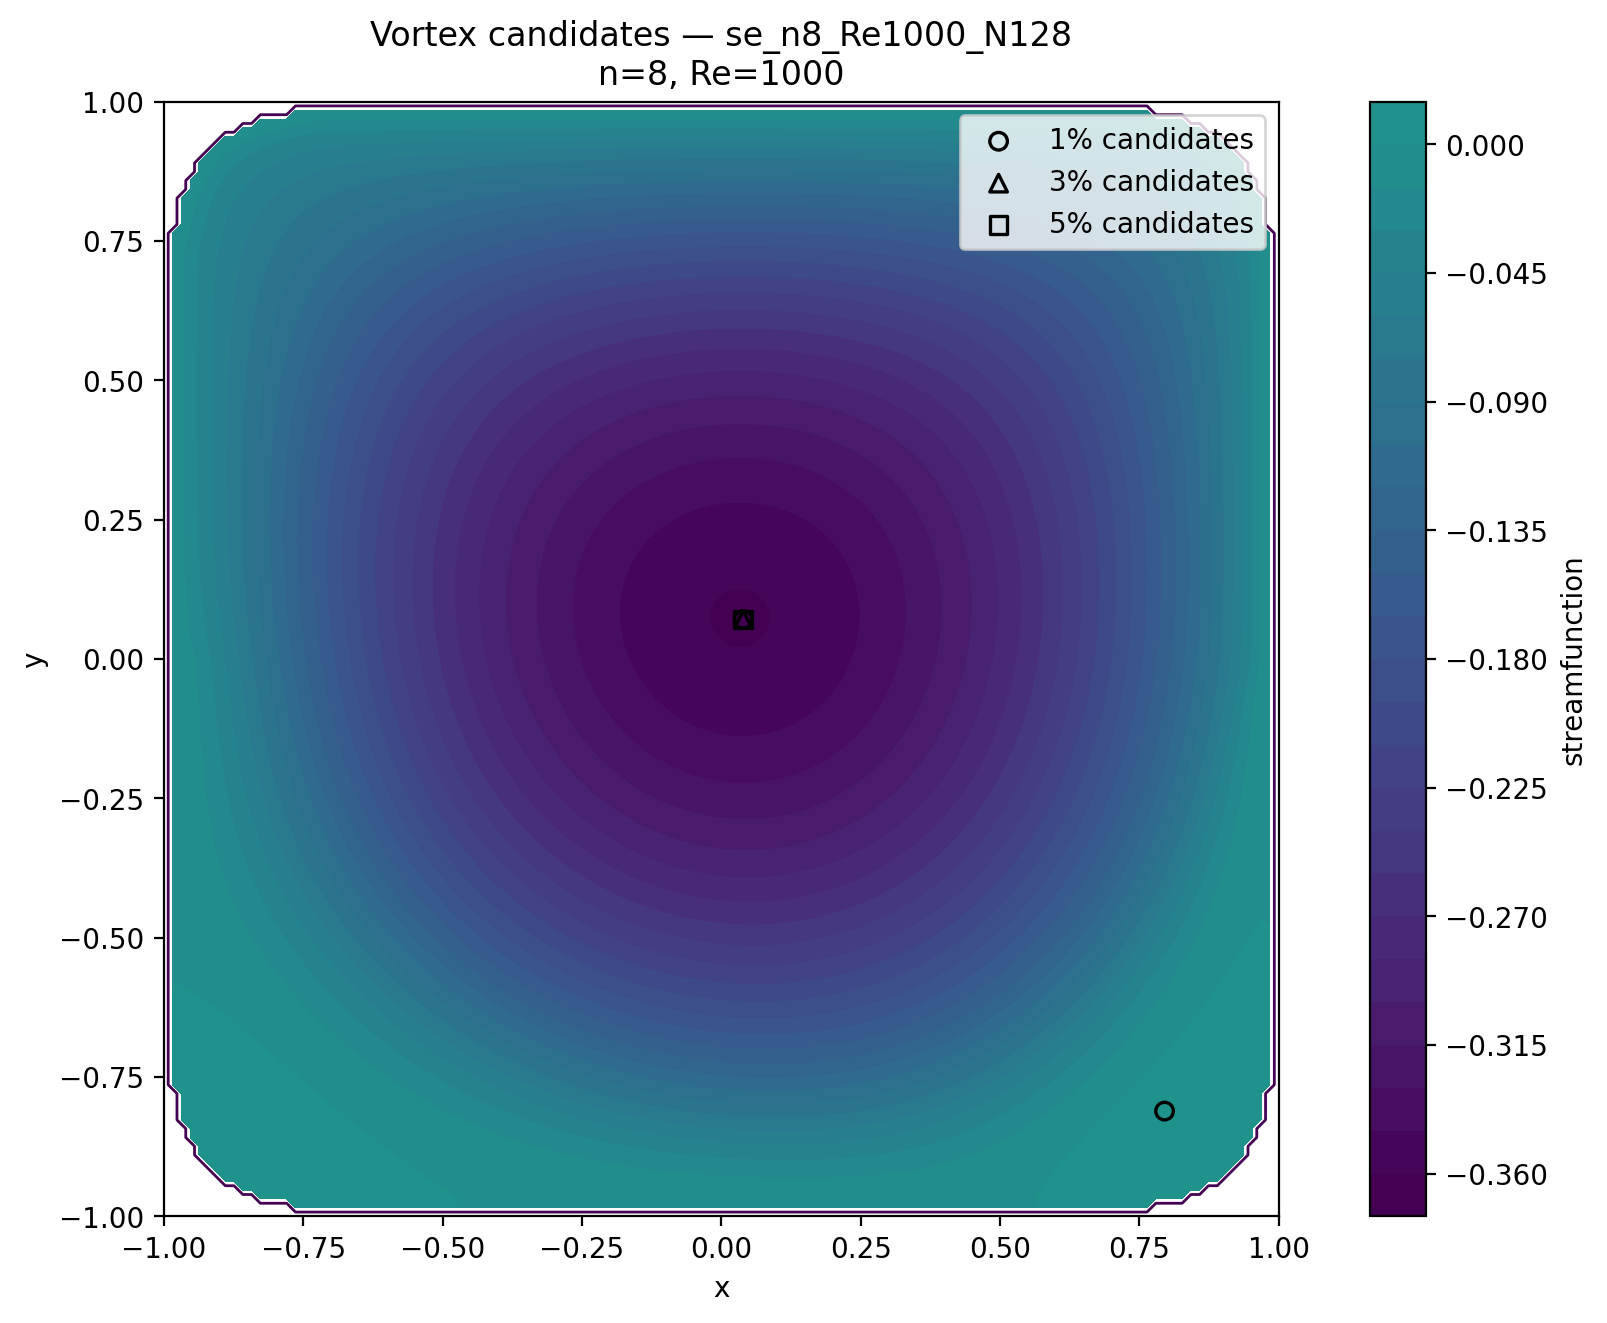 Vortex candidates — se_n8_Re1000_N128
n=8, Re=1000
1% candidates
3% candidates
5% candidates
1.00
0.75
0.50
0.25
0.00
−0.25
−0.50
−0.75
−1.00
y
−1.00 −0.75 −0.50 −0.25 0.00 0.25 0.50 0.75 1.00
x
0.000
−0.045
−0.090
−0.135
−0.180
−0.225
−0.270
−0.315
−0.360
streamfunction